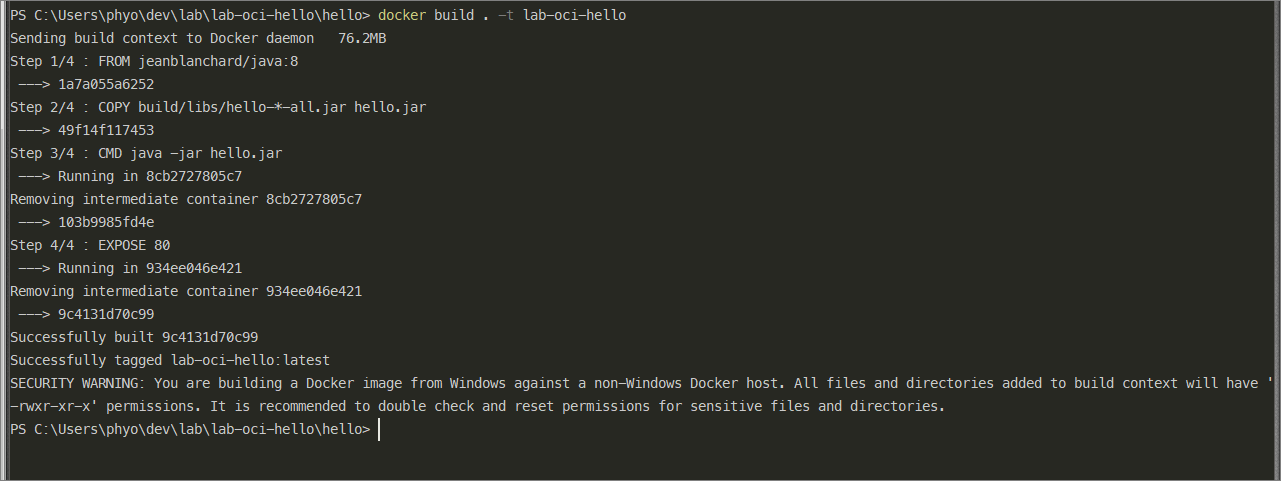 PS C:\Users\phyo\dev\lab\lab-oci-hello\hello> docker build . -t lab-oci-hello
Sending build context to Docker daemon   76.2MB
Step 1/4 : FROM jeanblanchard/java:8
 ---> 1a7a055a6252
Step 2/4 : COPY build/libs/hello-*-all.jar hello.jar
 ---> 49f14f117453
Step 3/4 : CMD java -jar hello.jar
 ---> Running in 8cb2727805c7
Removing intermediate container 8cb2727805c7
 ---> 103b9985fd4e
Step 4/4 : EXPOSE 80
 ---> Running in 934ee046e421
Removing intermediate container 934ee046e421
 ---> 9c4131d70c99
Successfully built 9c4131d70c99
Successfully tagged lab-oci-hello:latest
SECURITY WARNING: You are building a Docker image from Windows against a non-Windows Docker host. All files and directories added to build context will have '
-rwxr-xr-x' permissions. It is recommended to double check and reset permissions for sensitive files and directories.
PS C:\Users\phyo\dev\lab\lab-oci-hello\hello>